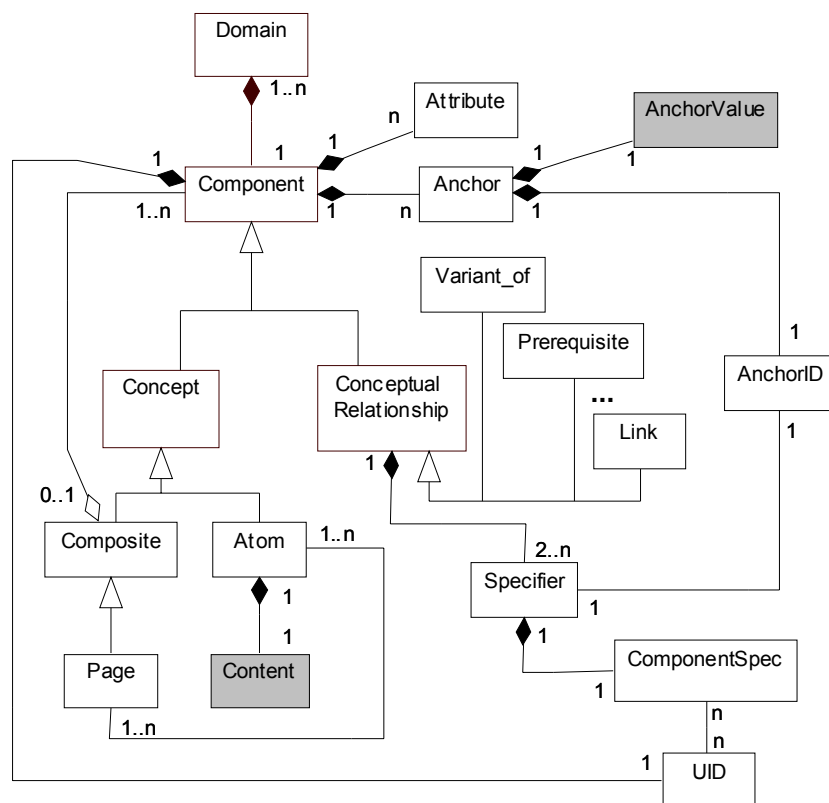 Domain
1..n
Attribute
n
AnchorValue
1
1
1
1
1
Component
Anchor
1..n
1
n
1
Variant_of
Prerequisite
1
Concept
Conceptual
Relationship
...
AnchorID
Link
1
1
0..1
Composite
Atom
1..n
2..n
1
Specifier
1
1
1
Page
Content
ComponentSpec
1
1..n
n
n
1
UID